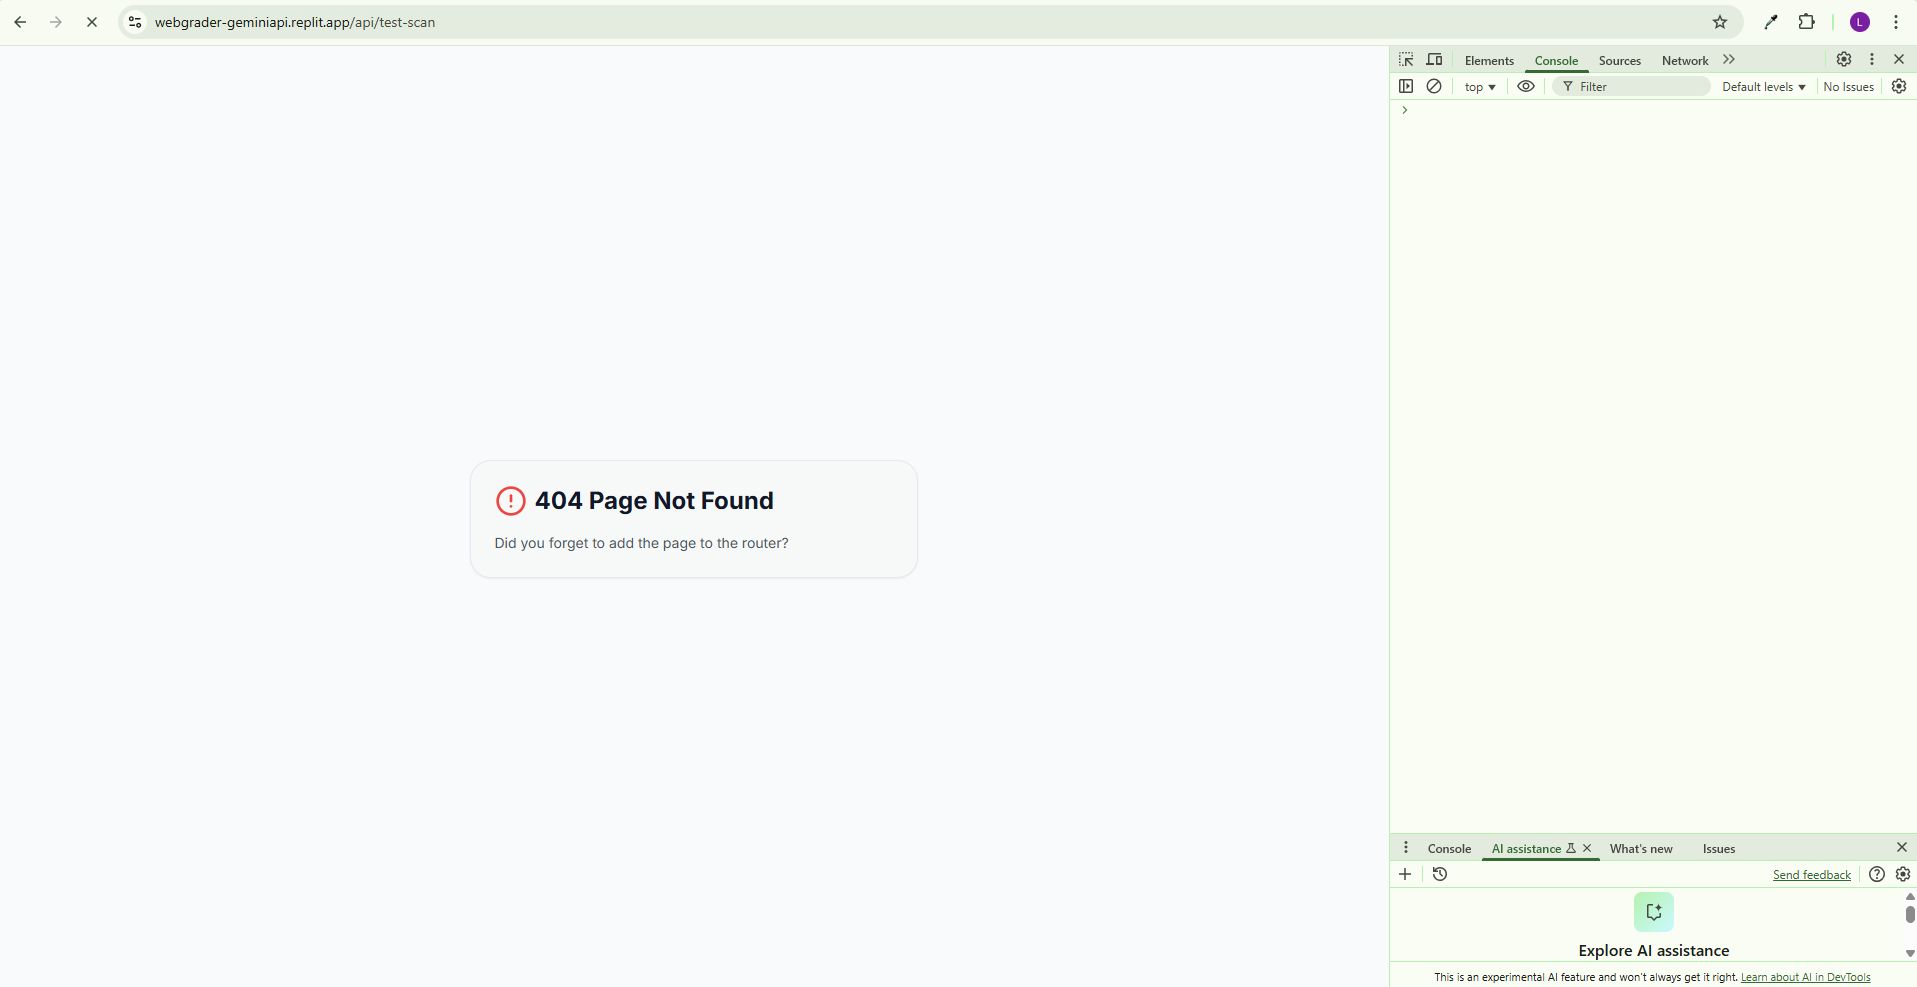 webgrader-geminiapi.replit.app/api/test-scan
L
Elements Console Sources Network
top Filter Default levels No Issues
404 Page Not Found
Did you forget to add the page to the router?
Console AI assistance What's new Issues
Send feedback
Explore AI assistance
This is an experimental AI feature and won't always get it right. Learn about AI in DevTools